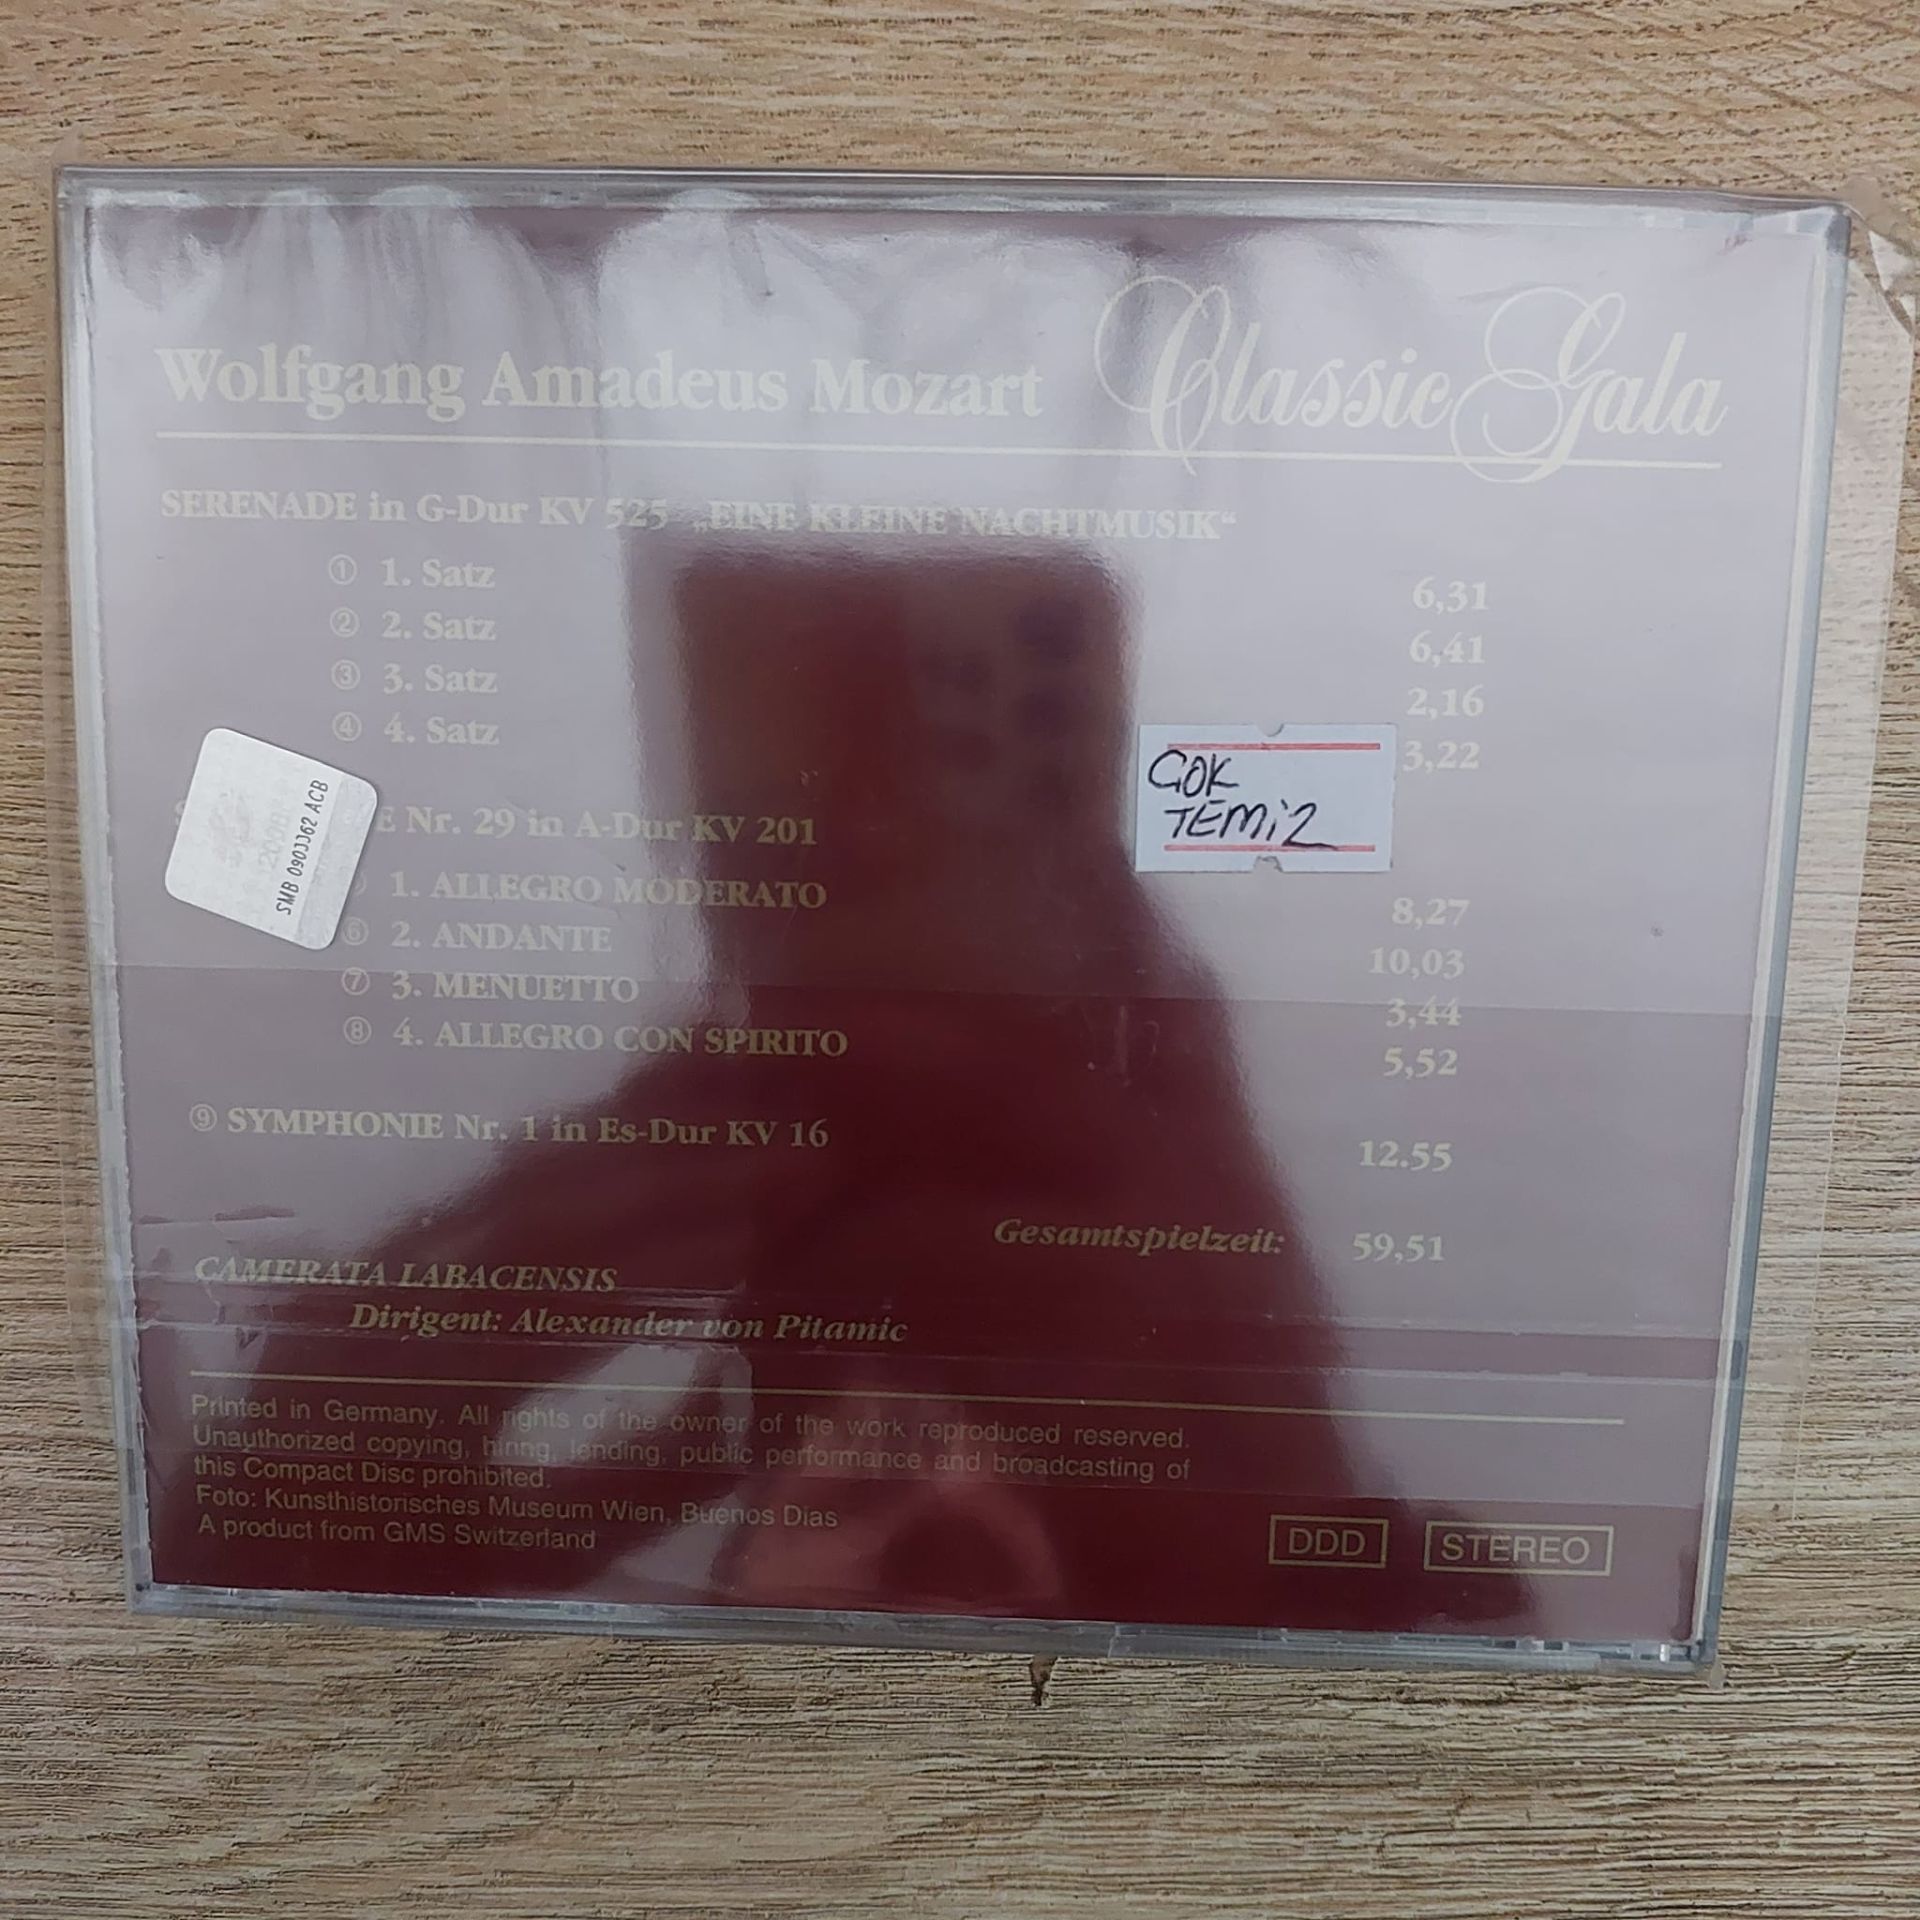 Wolfgang Amadeus Mozart Classic Gala
SERENADE in G-Dur KV 525 „EINE KLEINE NACHTMUSIK“
① 1. Satz 6,31
② 2. Satz 6,41
③ 3. Satz 2,16
④ 4. Satz 3,22
GOK
TEMiZ
E Nr. 29 in A-Dur KV 201
1. ALLEGRO MODERATO 8,27
⑥ 2. ANDANTE 10,03
⑦ 3. MENUETTO 3,44
⑧ 4. ALLEGRO CON SPIRITO 5,52
SMB 0903362 ACB
⑨ SYMPHONIE Nr. 1 in Es-Dur KV 16 12.55
Gesamtspielzeit: 59,51
CAMERATA LABACENSIS
Dirigent: Alexander von Pitamic
Printed in Germany. All rights of the owner of the work reproduced reserved.
Unauthorized copying, hiring, lending, public performance and broadcasting of
this Compact Disc prohibited.
Foto: Kunsthistorisches Museum Wien, Buenos Dias
A product from GMS Switzerland
DDD STEREO